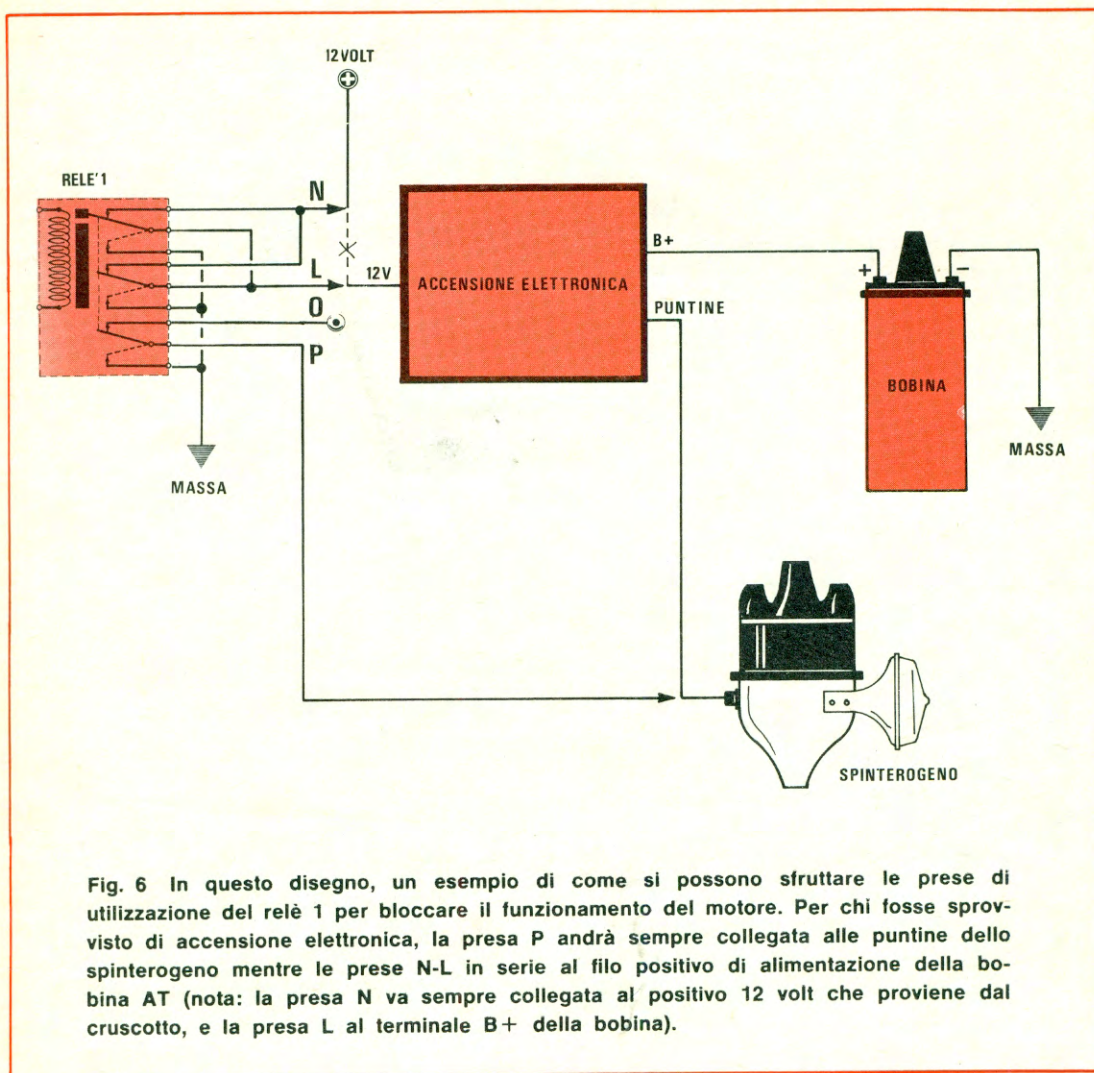 12 VOLT
RELE'1
N
L
12V
O
P
ACCENSIONE ELETTRONICA
B+
PUNTINE
+
-
BOBINA
MASSA
MASSA
SPINTEROGENO
Fig. 6 In questo disegno, un esempio di come si possono sfruttare le prese di
utilizzazione del relè 1 per bloccare il funzionamento del motore. Per chi fosse sprov-
visto di accensione elettronica, la presa P andrà sempre collegata alle puntine dello
spinterogeno mentre le prese N-L in serie al filo positivo di alimentazione della bo-
bina AT (nota: la presa N va sempre collegata al positivo 12 volt che proviene dal
cruscotto, e la presa L al terminale B+ della bobina).